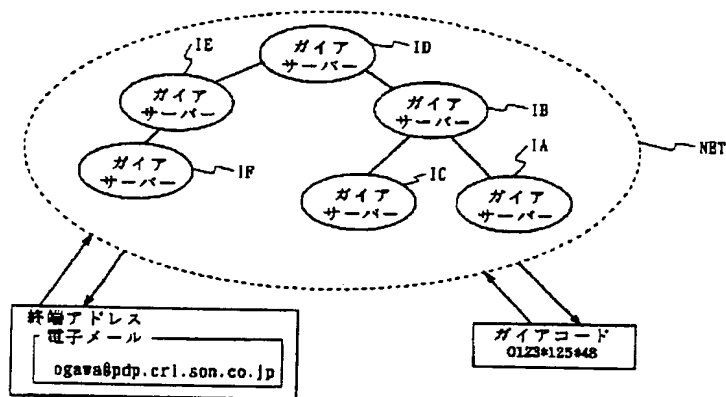 ガイア
サーバー
ID
IE
ガイア
サーバー
ガイア
サーバー
IB
ガイア
サーバー
IF
ガイア
サーバー
IC
ガイア
サーバー
IA
NET
終端アドレス
電子メール
ogawa@pdp.crl.son.co.jp
ガイアコード
0123*125*48